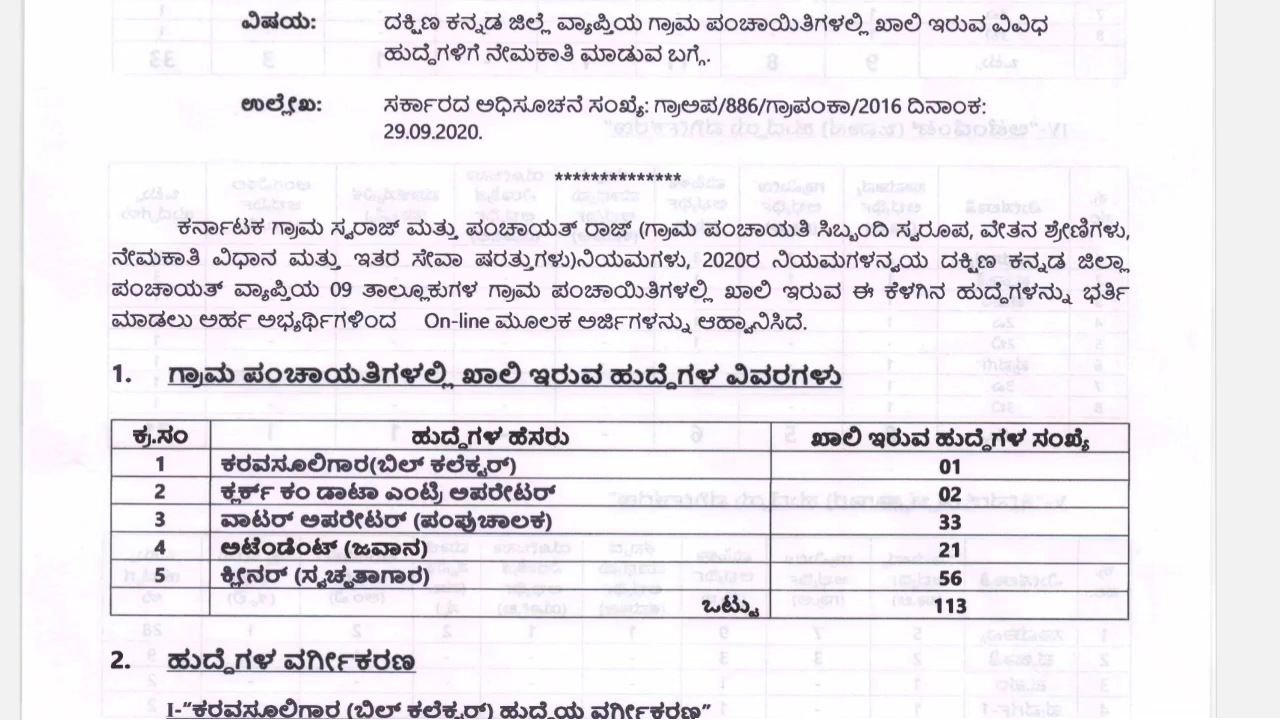 ವಿಷಯ: ದಕ್ಷಿಣ ಕನ್ನಡ ಜಿಲ್ಲೆ ವ್ಯಾಪ್ತಿಯ ಗ್ರಾಮ ಪಂಚಾಯಿತಿಗಳಲ್ಲಿ ಖಾಲಿ ಇರುವ ವಿವಿಧ
ಹುದ್ದೆಗಳಿಗೆ ನೇಮಕಾತಿ ಮಾಡುವ ಬಗ್ಗೆ.
ಉಲ್ಲೇಖ: ಸರ್ಕಾರದ ಅಧಿಸೂಚನೆ ಸಂಖ್ಯೆ: ಗ್ರಾಅಪ/886/ಗ್ರಾಪಂಕಾ/2016 ದಿನಾಂಕ:
29.09.2020.
**************
ಕರ್ನಾಟಕ ಗ್ರಾಮ ಸ್ವರಾಜ್ ಮತ್ತು ಪಂಚಾಯತ್ ರಾಜ್ (ಗ್ರಾಮ ಪಂಚಾಯತಿ ಸಿಬ್ಬಂದಿ ಸ್ವರೂಪ, ವೇತನ ಶ್ರೇಣಿಗಳು,
ನೇಮಕಾತಿ ವಿಧಾನ ಮತ್ತು ಇತರ ಸೇವಾ ಷರತ್ತುಗಳು)ನಿಯಮಗಳು, 2020ರ ನಿಯಮಗಳನ್ವಯ ದಕ್ಷಿಣ ಕನ್ನಡ ಜಿಲ್ಲಾ
ಪಂಚಾಯತ್ ವ್ಯಾಪ್ತಿಯ 09 ತಾಲ್ಲೂಕುಗಳ ಗ್ರಾಮ ಪಂಚಾಯಿತಿಗಳಲ್ಲಿ ಖಾಲಿ ಇರುವ ಈ ಕೆಳಗಿನ ಹುದ್ದೆಗಳನ್ನು ಭರ್ತಿ
ಮಾಡಲು ಅರ್ಹ ಅಭ್ಯರ್ಥಿಗಳಿಂದ On-line ಮೂಲಕ ಅರ್ಜಿಗಳನ್ನು ಆಹ್ವಾನಿಸಿದೆ.
1. ಗ್ರಾಮ ಪಂಚಾಯತಿಗಳಲ್ಲಿ ಖಾಲಿ ಇರುವ ಹುದ್ದೆಗಳ ವಿವರಗಳು
ಕ್ರ.ಸಂ ಹುದ್ದೆಗಳ ಹೆಸರು ಖಾಲಿ ಇರುವ ಹುದ್ದೆಗಳ ಸಂಖ್ಯೆ
1 ಕರವಸೂಲಿಗಾರ(ಬಿಲ್ ಕಲೆಕ್ಟರ್) 01
2 ಕ್ಲರ್ಕ್ ಕಂ ಡಾಟಾ ಎಂಟ್ರಿ ಅಪರೇಟರ್ 02
3 ವಾಟರ್ ಅಪರೇಟರ್ (ಪಂಪುಚಾಲಕ) 33
4 ಅಟೆಂಡೆಂಟ್ (ಜವಾನ) 21
5 ಕ್ಲೀನರ್ (ಸ್ವಚ್ಛತಾಗಾರ) 56
ಒಟ್ಟು 113
2. ಹುದ್ದೆಗಳ ವರ್ಗೀಕರಣ
I-“ಕರವಸೂಲಿಗಾರ (ಬಿಲ್ ಕಲೆಕ್ಟರ್) ಹುದ್ದೆಯ ವರ್ಗೀಕರಣ”